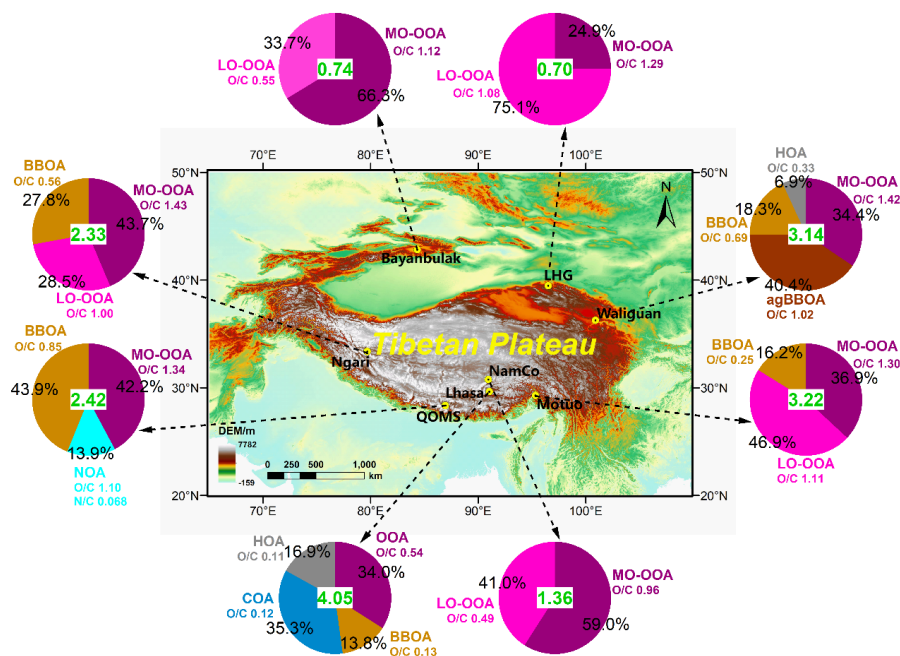 33.7%
MO-OOA
O/C 1.12
LO-OOA
O/C 0.55
0.74
66.3%
24.9%
MO-OOA
O/C 1.29
LO-OOA
O/C 1.08
0.70
75.1%
BBOA
O/C 0.56
27.8%
MO-OOA
O/C 1.43
43.7%
2.33
28.5%
LO-OOA
O/C 1.00
HOA
O/C 0.33
6.9%
MO-OOA
O/C 1.42
34.4%
18.3%
BBOA
O/C 0.69
3.14
40.4%
agBBOA
O/C 1.02
BBOA
O/C 0.85
MO-OOA
O/C 1.34
43.9%
42.2%
2.42
13.9%
NOA
O/C 1.10
N/C 0.068
BBOA
O/C 0.25
16.2%
MO-OOA
O/C 1.30
36.9%
3.22
46.9%
LO-OOA
O/C 1.11
70°E 80°E 90°E 100°E
50°N 50°N
N
Bayanbulak
40°N 40°N
LHG
Waliguan
Tibetan Plateau
Ngari
NamCo
30°N 30°N
Lhasa
Motuo
QOMS
DEM/m
7782
-159
0 250 500 1,000
km
20°N 20°N
70°E 80°E 90°E 100°E
HOA
O/C 0.11
16.9%
OOA
O/C 0.54
34.0%
COA
O/C 0.12
4.05
35.3%
13.8%
BBOA
O/C 0.13
41.0%
MO-OOA
O/C 0.96
LO-OOA
O/C 0.49
1.36
59.0%